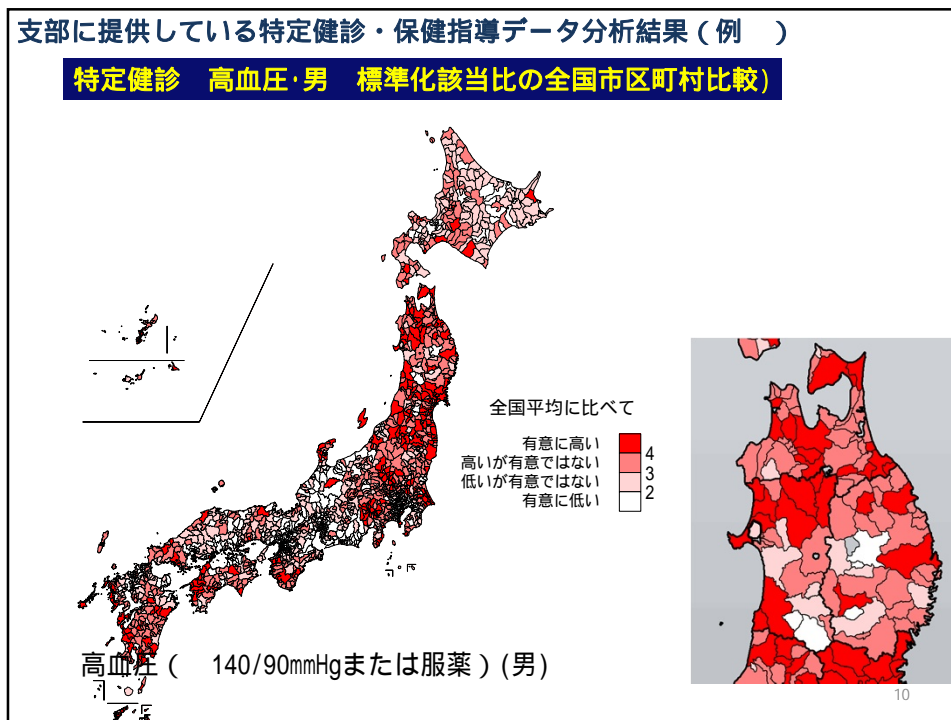 支部に提供している特定健診・保健指導データ分析結果（例　）
特定健診　高血圧･男　標準化該当比の全国市区町村比較)
全国平均に比べて
有意に高い
4
高いが有意ではない
3
低いが有意ではない
2
有意に低い
高血圧（　140/90mmHgまたは服薬）(男)
10